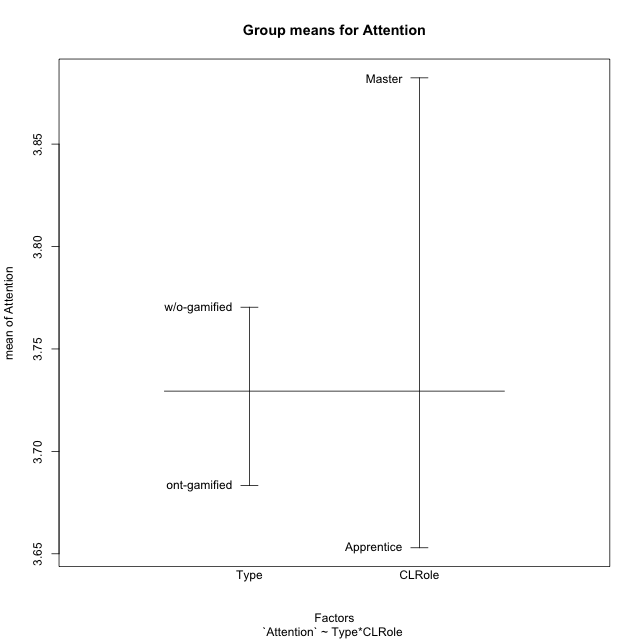 Group means for Attention
mean of Attention
3.85
3.80
3.75
3.70
3.65
Master
w/o-gamified
ont-gamified
Apprentice
Type
CLRole
Factors
`Attention` ~ Type*CLRole